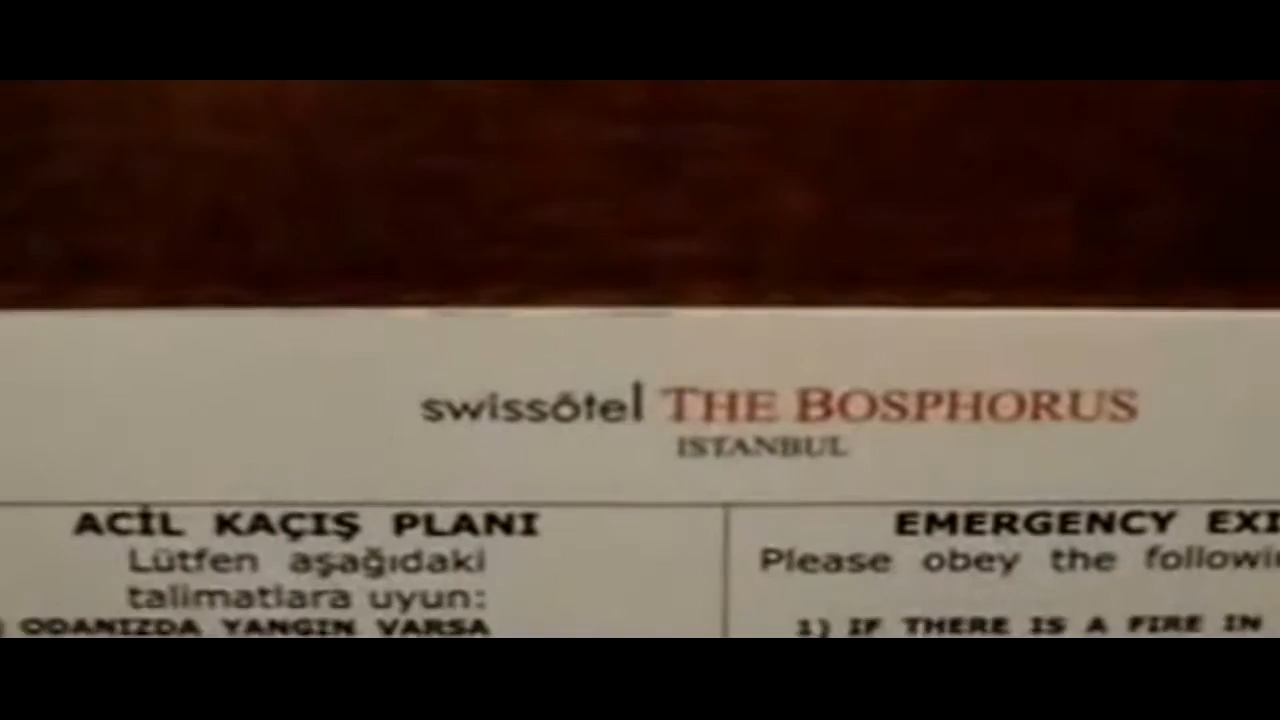 swissôtel THE BOSPHORUS
ISTANBUL
ACİL KAÇIŞ PLANI
Lütfen aşağıdaki
talimatlara uyun:
ODANIZDA YANGIN VARSA
EMERGENCY
Please obey the
1) IF THERE IS A FIRE IN